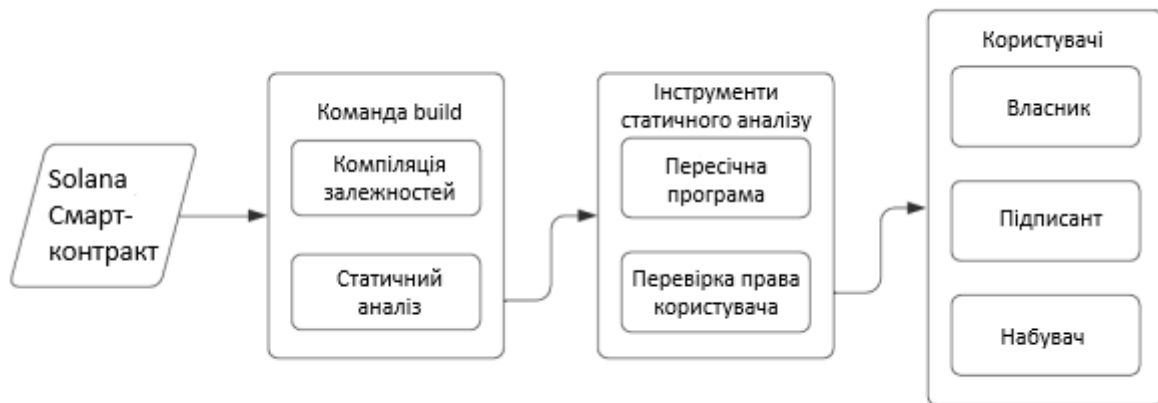 Solana
Смарт-
контракт
Команда build
Компіляція
залежностей
Статичний
аналіз
Інструменти
статичного аналізу
Пересічна
програма
Перевірка права
користувача
Користувачі
Власник
Підписант
Набувач